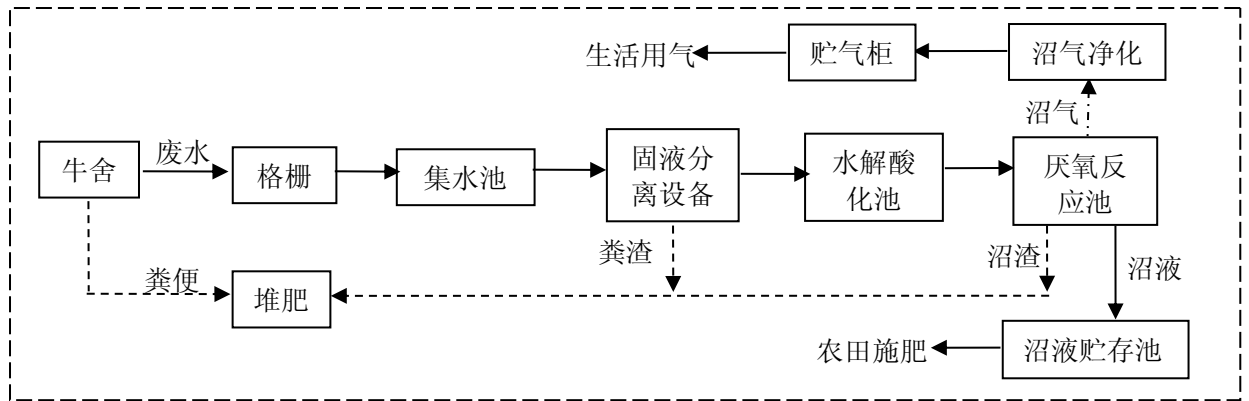 生活用气
贮气柜
沼气净化
沼气
牛舍
废水
格栅
集水池
固液分
离设备
水解酸
化池
厌氧反
应池
粪便
堆肥
粪渣
沼渣
沼液
农田施肥
沼液贮存池